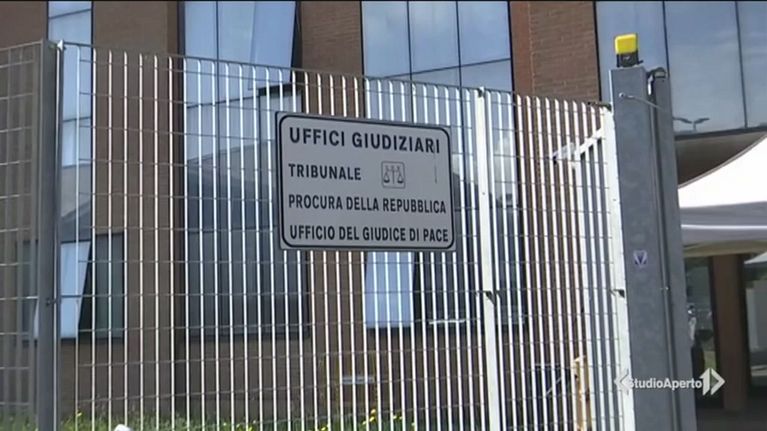 UFFICI GIUDIZIARI
TRIBUNALE
PROCURA DELLA REPUBBLICA
UFFICIO DEL GIUDICE DI PACE
StudioAperto